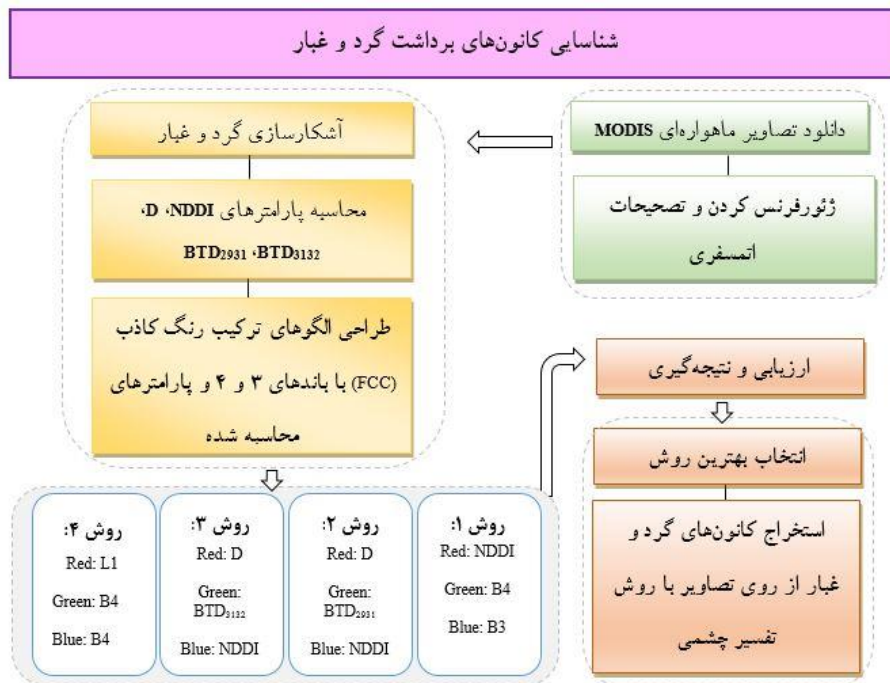 شناسایی کانون‌های برداشت گرد و غبار
دانلود تصاویر ماهواره‌ای MODIS
ژئورفرنس کردن و تصحیحات
اتمسفری
آشکارسازی گرد و غبار
محاسبه پارامترهای D ،NDDI،
BTD2931 ،BTD3132
طراحی الگوهای ترکیب رنگ کاذب
(FCC) با باندهای ۳ و ۴ و پارامترهای
محاسبه شده
روش ۱:
Red: NDDI
Green: B4
Blue: B3
روش ۲:
Red: D
Green:
BTD2931
Blue: NDDI
روش ۳:
Red: D
Green:
BTD3132
Blue: NDDI
روش ۴:
Red: L1
Green: B4
Blue: B4
ارزیابی و نتیجه‌گیری
انتخاب بهترین روش
استخراج کانون‌های گرد و
غبار از روی تصاویر با روش
تفسیر چشمی